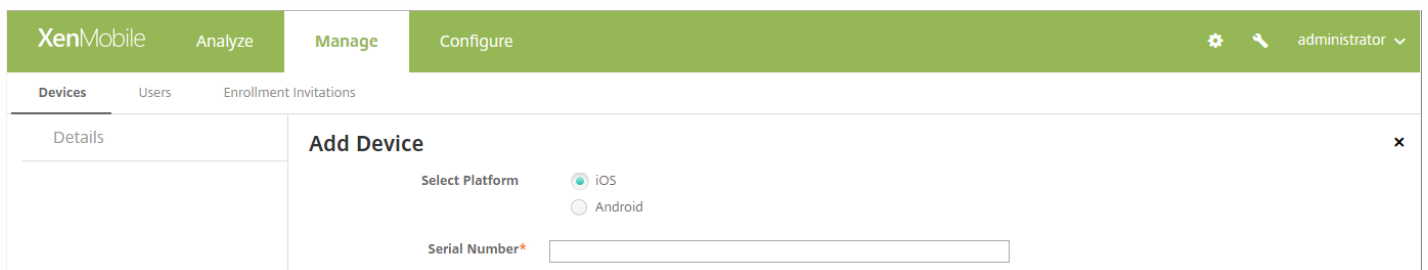 XenMobile Analyze Manage Configure administrator
Devices Users Enrollment Invitations
Details
Add Device
Select Platform iOS
Android
Serial Number*